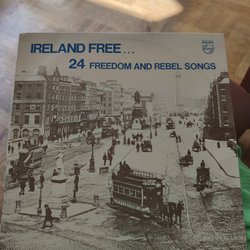 IRELAND FREE...
PHILIPS
24 FREEDOM AND REBEL SONGS